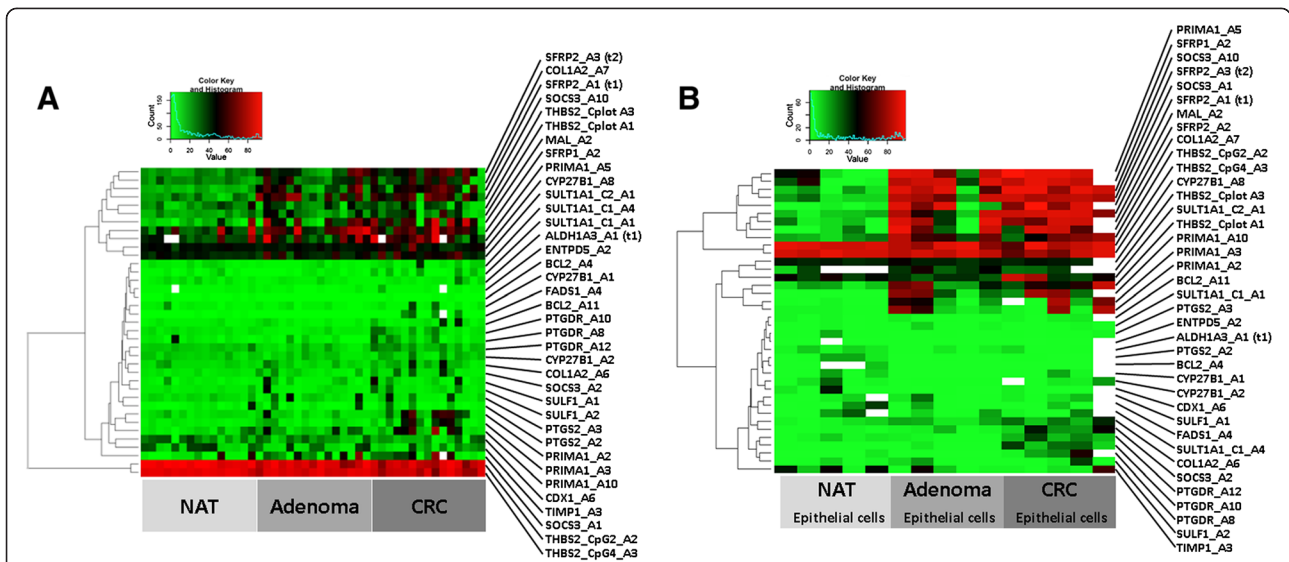 A
Color Key
and Histogram
Count
0 50 150
0 20 40 60 80
Value
SFRP2_A3 (t2)
COL1A2_A7
SFRP2_A1 (t1)
SOCS3_A10
THBS2_Cplot A3
THBS2_Cplot A1
MAL_A2
SFRP1_A2
PRIMA1_A5
CYP27B1_A8
SULT1A1_C2_A1
SULT1A1_C1_A4
SULT1A1_C1_A1
ALDH1A3_A1 (t1)
ENTPD5_A2
BCL2_A4
CYP27B1_A1
FADS1_A4
BCL2_A11
PTGDR_A10
PTGDR_A8
PTGDR_A12
CYP27B1_A2
COL1A2_A6
SOCS3_A2
SULF1_A1
SULF1_A2
PTGS2_A3
PTGS2_A2
PRIMA1_A2
PRIMA1_A3
PRIMA1_A10
CDX1_A6
TIMP1_A3
SOCS3_A1
THBS2_CpG2_A2
THBS2_CpG4_A3
NAT
Adenoma
CRC
B
Color Key
and Histogram
Count
0 20 60
0 20 40 60 80
Value
PRIMA1_A5
SFRP1_A2
SOCS3_A10
SFRP2_A3 (t2)
SOCS3_A1
SFRP2_A1 (t1)
MAL_A2
SFRP2_A2
COL1A2_A7
THBS2_CpG2_A2
THBS2_CpG4_A3
CYP27B1_A8
THBS2_Cplot A3
SULT1A1_C2_A1
THBS2_Cplot A1
PRIMA1_A10
PRIMA1_A3
PRIMA1_A2
BCL2_A11
SULT1A1_C1_A1
PTGS2_A3
ENTPD5_A2
ALDH1A3_A1 (t1)
PTGS2_A2
BCL2_A4
CYP27B1_A1
CYP27B1_A2
CDX1_A6
SULF1_A1
FADS1_A4
SULT1A1_C1_A4
COL1A2_A6
SOCS3_A2
PTGDR_A12
PTGDR_A10
PTGDR_A8
SULF1_A2
TIMP1_A3
NAT
Epithelial cells
Adenoma
Epithelial cells
CRC
Epithelial cells